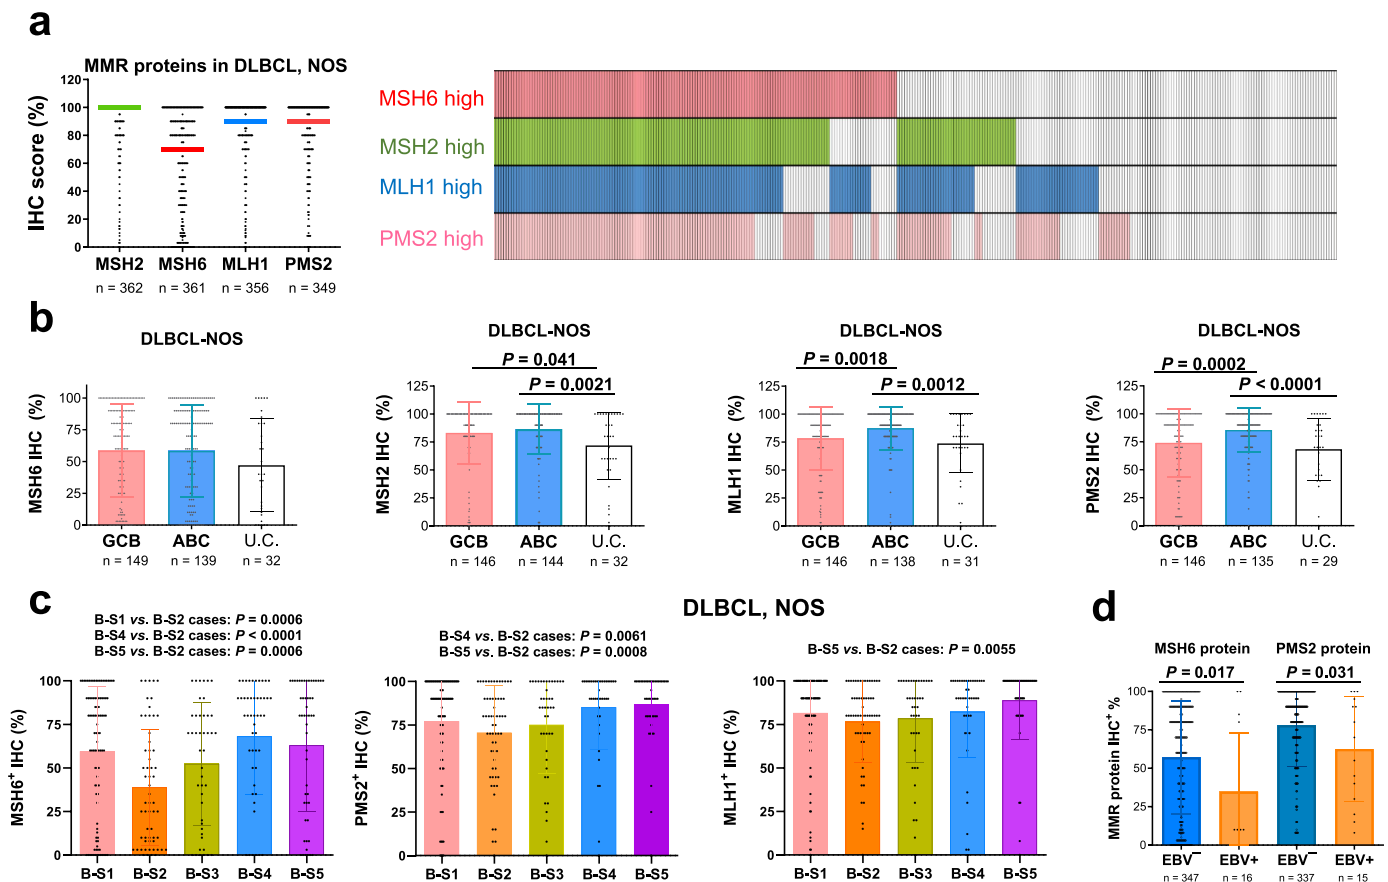 a
MMR proteins in DLBCL, NOS
IHC score (%)
120
100
80
60
40
20
0
MSH2
MSH6
MLH1
PMS2
n = 362
n = 361
n = 356
n = 349
MSH6 high
MSH2 high
MLH1 high
PMS2 high
b
DLBCL-NOS
MSH6 IHC (%)
100
75
50
25
0
GCB
ABC
U.C.
n = 149
n = 139
n = 32
DLBCL-NOS
P = 0.041
P = 0.0021
MSH2 IHC (%)
125
100
75
50
25
0
GCB
ABC
U.C.
n = 146
n = 144
n = 32
DLBCL-NOS
P = 0.0018
P = 0.0012
MLH1 IHC (%)
125
100
75
50
25
0
GCB
ABC
U.C.
n = 146
n = 138
n = 31
DLBCL-NOS
P = 0.0002
P < 0.0001
PMS2 IHC (%)
125
100
75
50
25
0
GCB
ABC
U.C.
n = 146
n = 135
n = 29
c
DLBCL, NOS
B-S1 vs. B-S2 cases: P = 0.0006
B-S4 vs. B-S2 cases: P < 0.0001
B-S5 vs. B-S2 cases: P = 0.0006
MSH6+ IHC (%)
100
75
50
25
0
B-S1
B-S2
B-S3
B-S4
B-S5
B-S4 vs. B-S2 cases: P = 0.0061
B-S5 vs. B-S2 cases: P = 0.0008
PMS2+ IHC (%)
100
75
50
25
0
B-S1
B-S2
B-S3
B-S4
B-S5
B-S5 vs. B-S2 cases: P = 0.0055
MLH1+ IHC (%)
100
75
50
25
0
B-S1
B-S2
B-S3
B-S4
B-S5
d
MSH6 protein
PMS2 protein
P = 0.017
P = 0.031
MMR protein IHC+ %
100
75
50
25
0
EBV−
EBV+
EBV−
EBV+
n = 347
n = 16
n = 337
n = 15